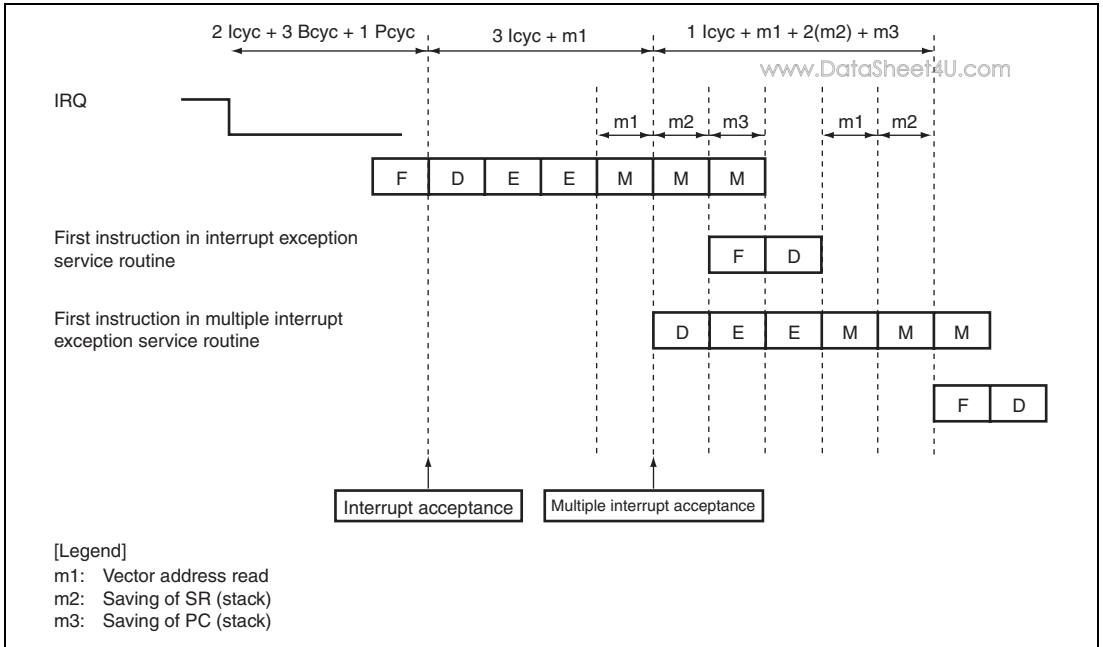 2 Icyc + 3 Bcyc + 1 Pcyc
3 Icyc + m1
1 Icyc + m1 + 2(m2) + m3
www.DataSheet4U.com
IRQ
m1 m2 m3 m1 m2
F D E E M M M
First instruction in interrupt exception
service routine
F D
First instruction in multiple interrupt
exception service routine
D E E M M M
F D
Interrupt acceptance
Multiple interrupt acceptance
[Legend]
m1: Vector address read
m2: Saving of SR (stack)
m3: Saving of PC (stack)